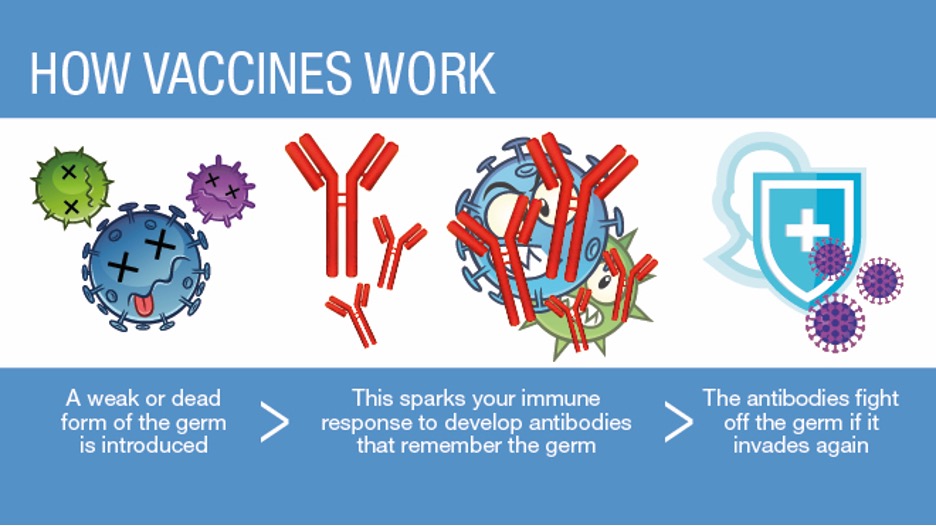 HOW VACCINES WORK
A weak or dead
form of the germ
is introduced
>
This sparks your immune
response to develop antibodies
that remember the germ
>
The antibodies fight
off the germ if it
invades again